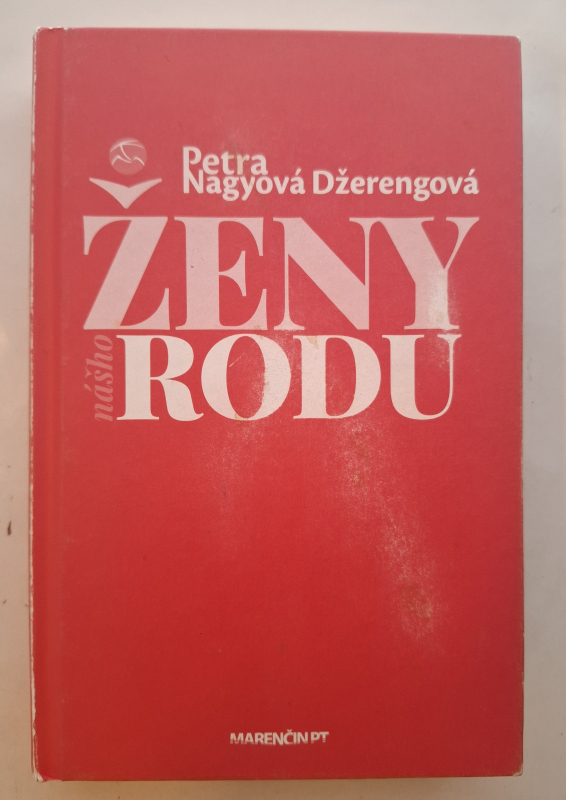 Petra
Nagyová Džerengová
ŽENY
nášho
RODU
MARENČIN PT